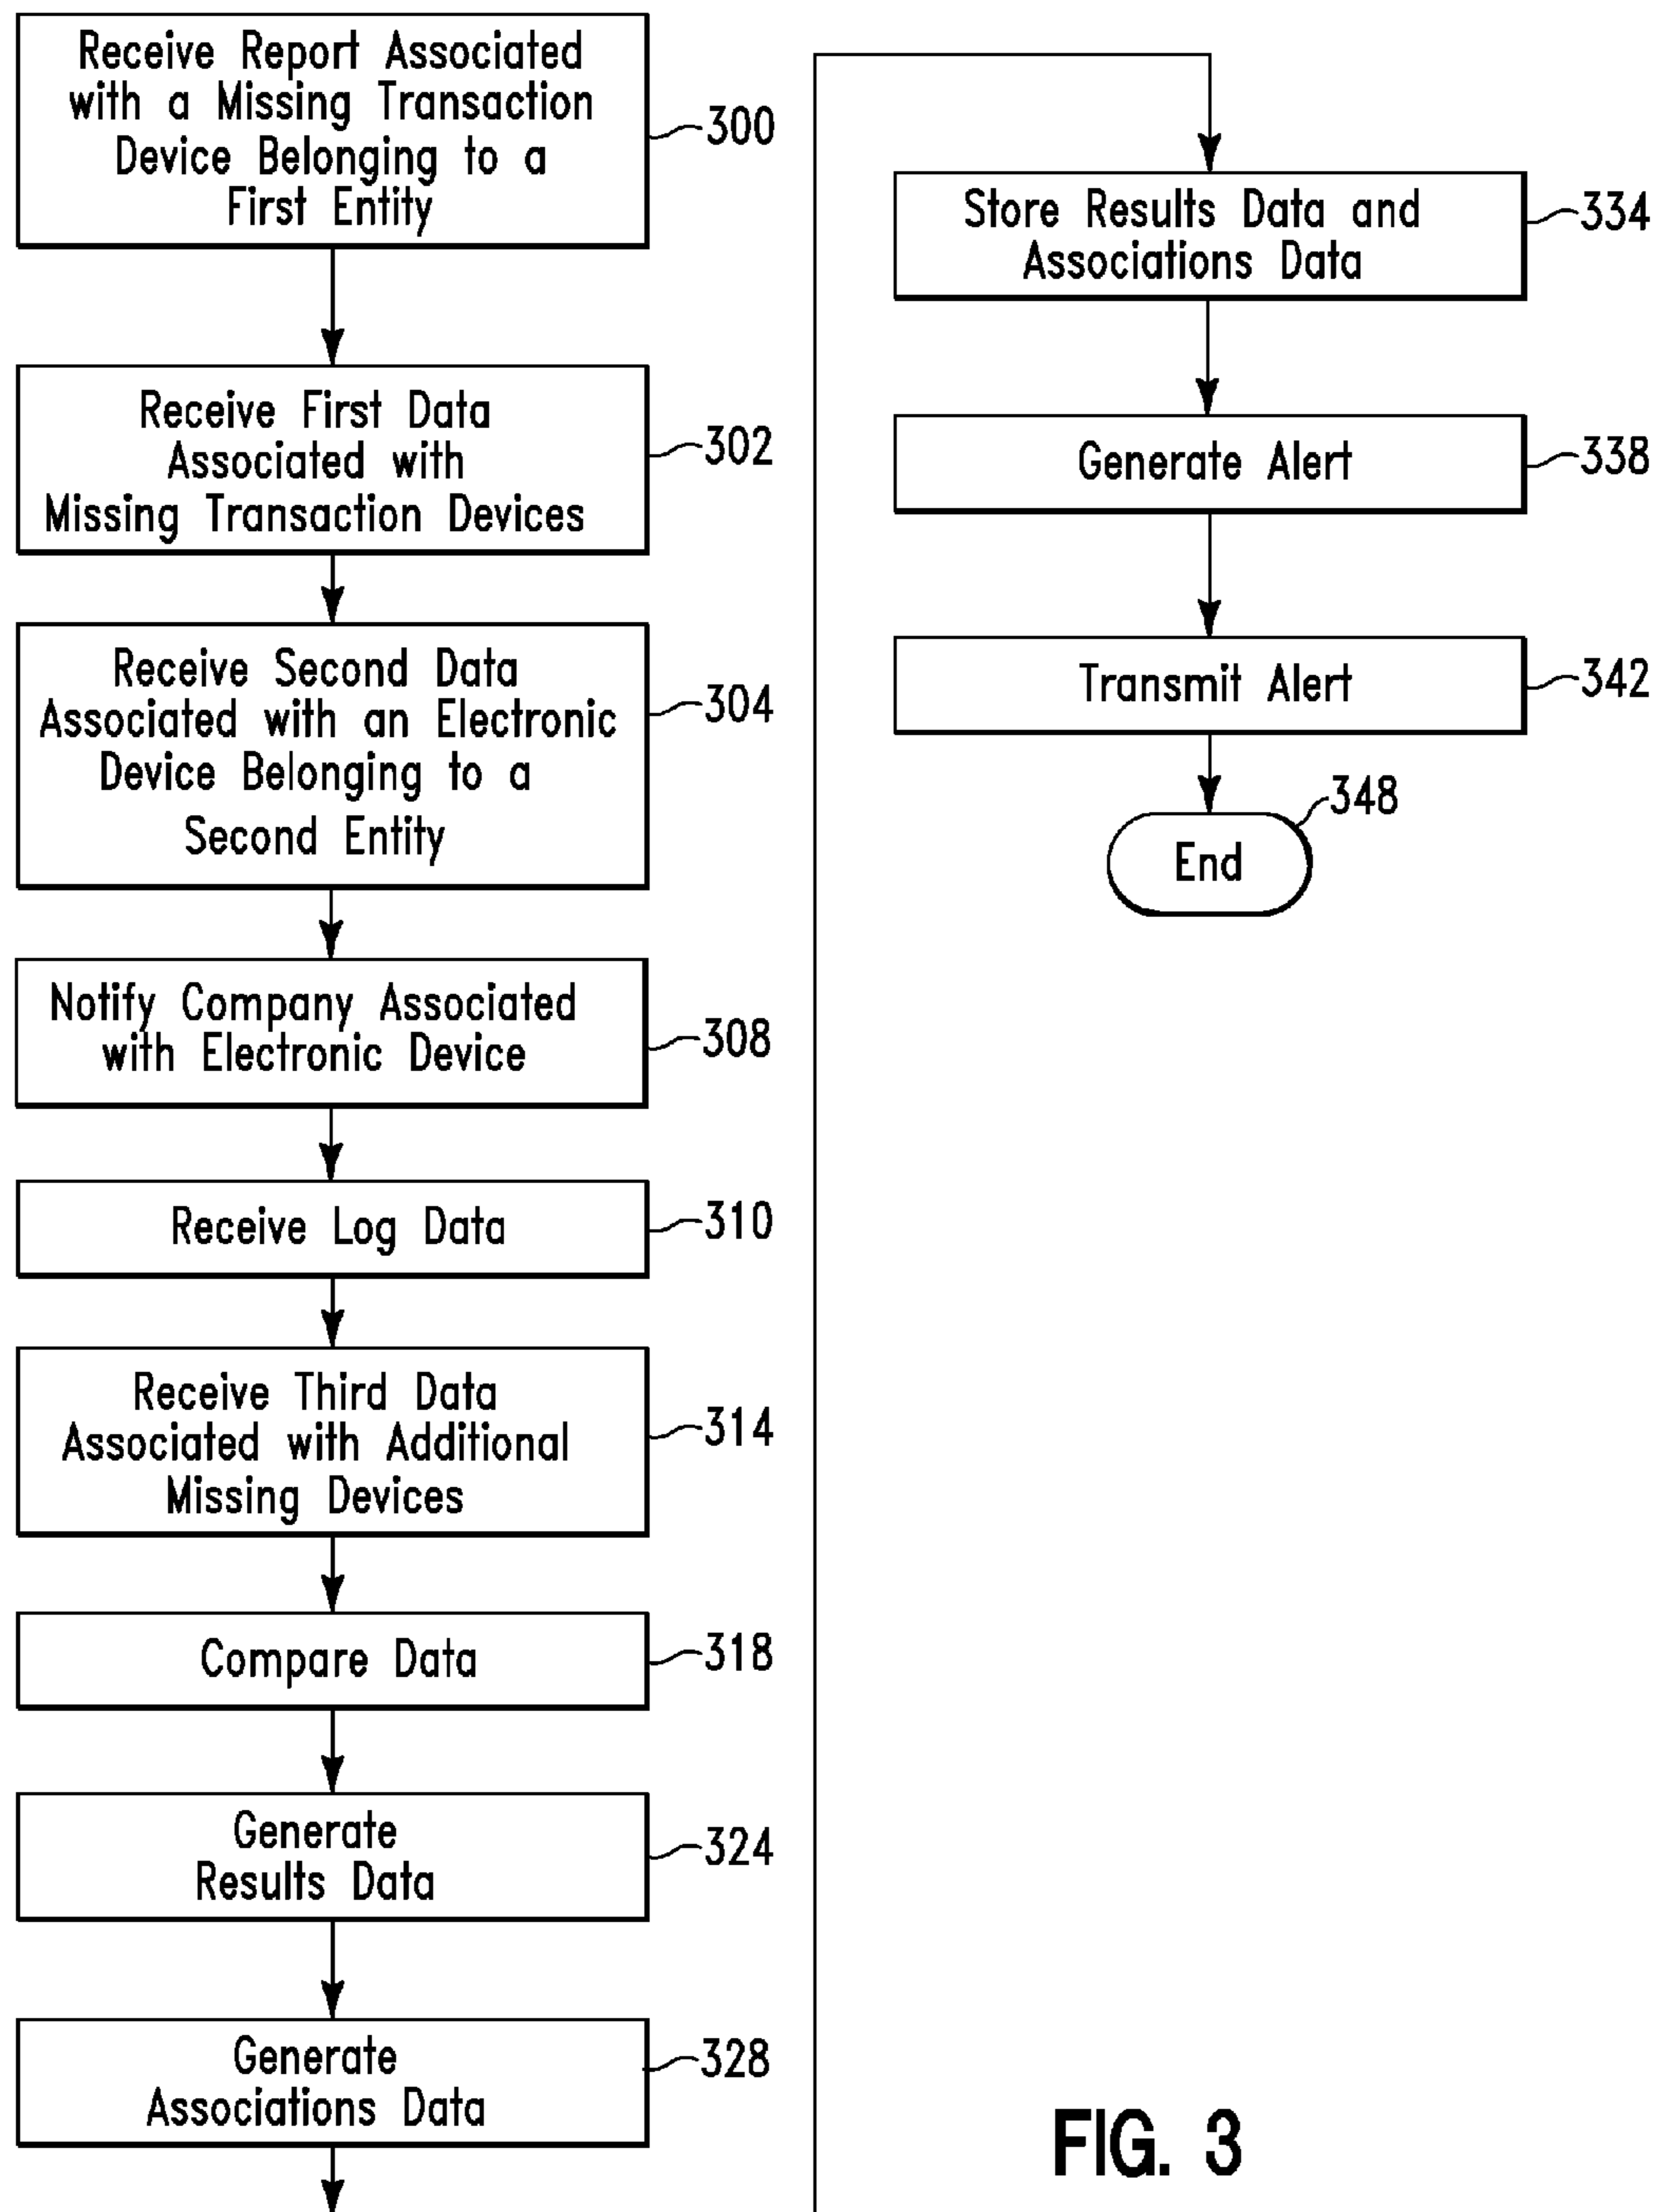 Receive Report Associated
with a Missing Transaction
Device Belonging to a
First Entity
300
Receive First Data
Associated with
Missing Transaction Devices
302
Receive Second Data
Associated with an Electronic
Device Belonging to a
Second Entity
304
Notify Company Associated
with Electronic Device
308
Receive Log Data
310
Receive Third Data
Associated with Additional
Missing Devices
314
Compare Data
318
Generate
Results Data
324
Generate
Associations Data
328
Store Results Data and
Associations Data
334
Generate Alert
338
Transmit Alert
342
End
348
FIG. 3